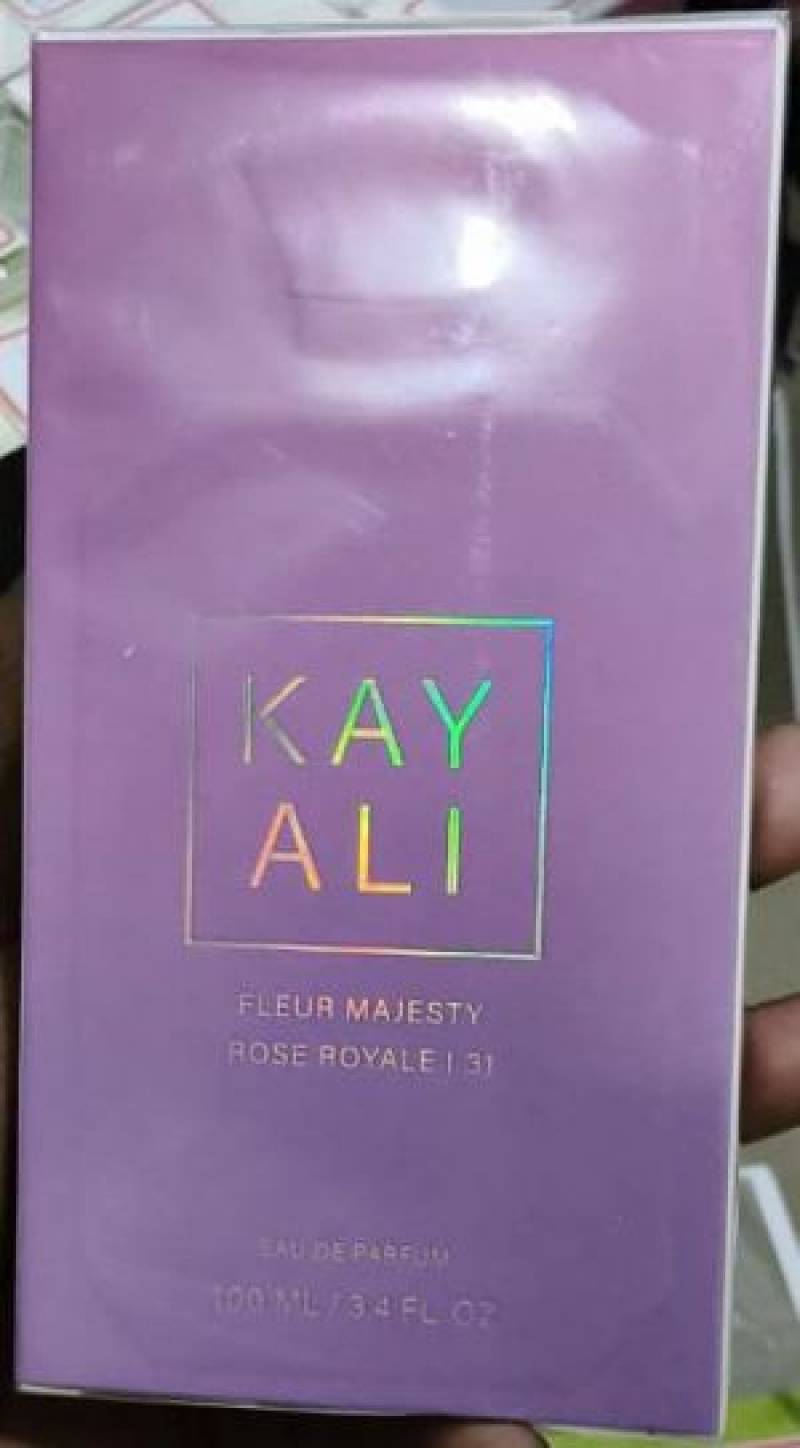 KAY
ALI
FLEUR MAJESTY
ROSE ROYALE | 31
EAU DE PARFUM
100 ML / 3.4 FL. OZ